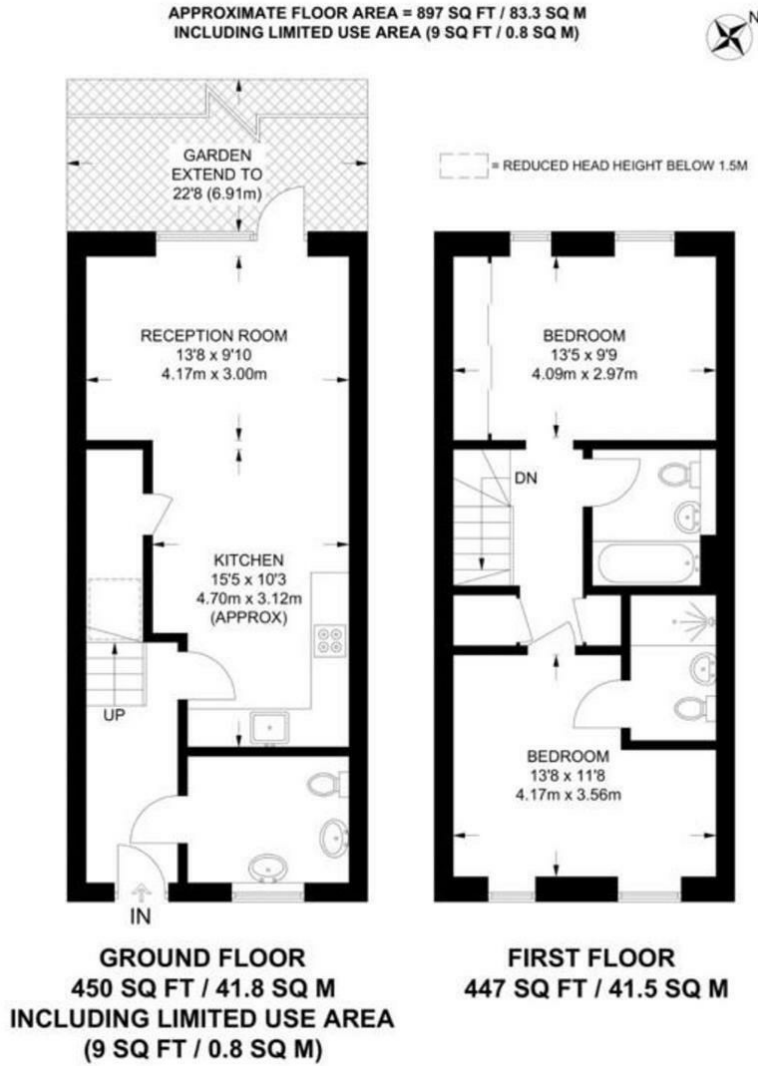 APPROXIMATE FLOOR AREA = 897 SQ FT / 83.3 SQ M
INCLUDING LIMITED USE AREA (9 SQ FT / 0.8 SQ M)
N
GARDEN
EXTEND TO
22'8 (6.91m)
= REDUCED HEAD HEIGHT BELOW 1.5M
RECEPTION ROOM
13'8 x 9'10
4.17m x 3.00m
KITCHEN
15'5 x 10'3
4.70m x 3.12m
(APPROX)
UP
IN
BEDROOM
13'5 x 9'9
4.09m x 2.97m
DN
BEDROOM
13'8 x 11'8
4.17m x 3.56m
GROUND FLOOR
450 SQ FT / 41.8 SQ M
INCLUDING LIMITED USE AREA
(9 SQ FT / 0.8 SQ M)
FIRST FLOOR
447 SQ FT / 41.5 SQ M